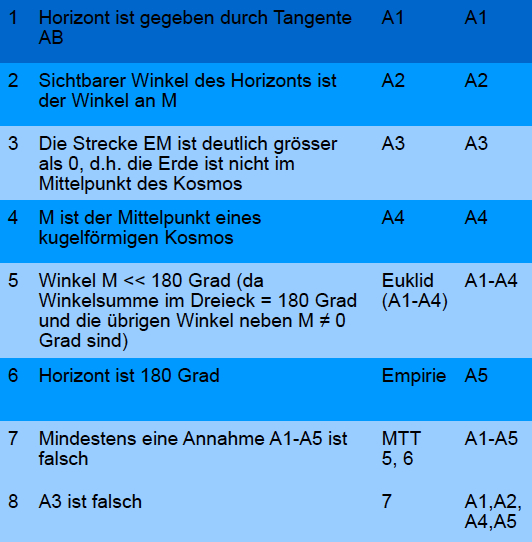 1 Horizont ist gegeben durch Tangente A1 A1
AB
2 Sichtbarer Winkel des Horizonts ist A2 A2
der Winkel an M
3 Die Strecke EM ist deutlich grösser A3 A3
als 0, d.h. die Erde ist nicht im
Mittelpunkt des Kosmos
4 M ist der Mittelpunkt eines A4 A4
kugelförmigen Kosmos
5 Winkel M << 180 Grad (da Euklid A1-A4
Winkelsumme im Dreieck = 180 Grad (A1-A4)
und die übrigen Winkel neben M ≠ 0
Grad sind)
6 Horizont ist 180 Grad Empirie A5
7 Mindestens eine Annahme A1-A5 ist MTT A1-A5
falsch 5, 6
8 A3 ist falsch 7 A1,A2,
A4,A5